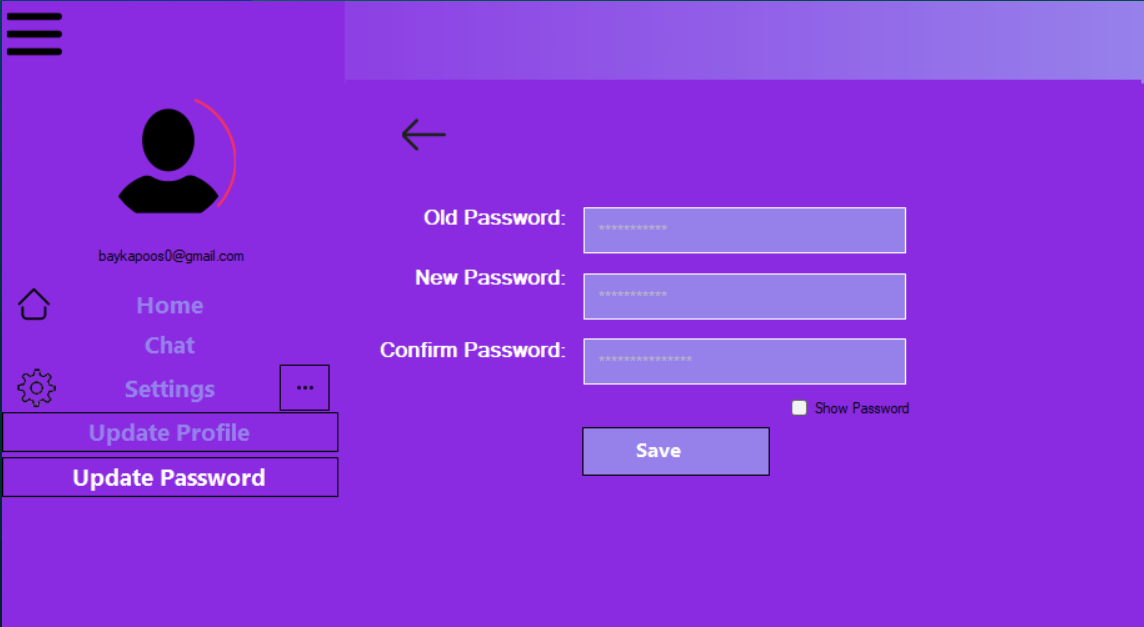 baykapoos0@gmail.com
Home
Chat
Settings
...
Update Profile
Update Password
Old Password:
***********
New Password:
***********
Confirm Password:
***************
Show Password
Save